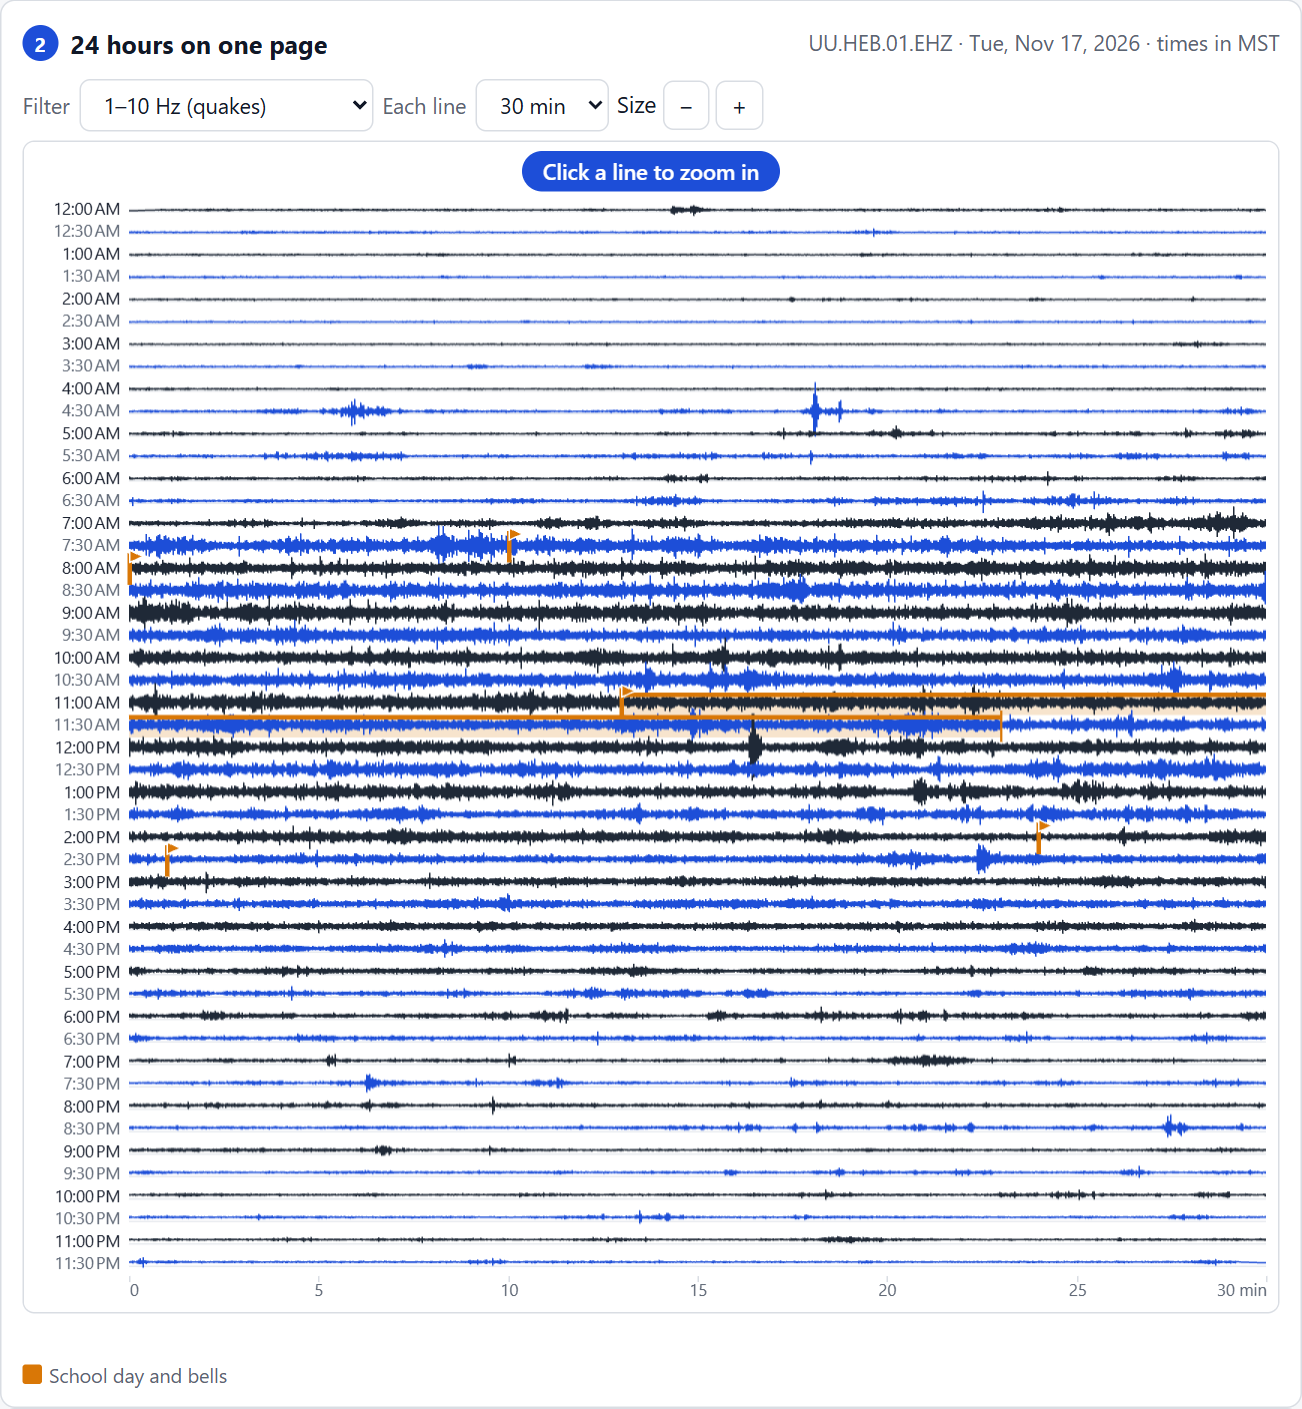 2 24 hours on one page
UU.HEB.01.EHZ · Tue, Nov 17, 2026 · times in MST
Filter 1–10 Hz (quakes) Each line 30 min Size − +
Click a line to zoom in
12:00 AM
12:30 AM
1:00 AM
1:30 AM
2:00 AM
2:30 AM
3:00 AM
3:30 AM
4:00 AM
4:30 AM
5:00 AM
5:30 AM
6:00 AM
6:30 AM
7:00 AM
7:30 AM
8:00 AM
8:30 AM
9:00 AM
9:30 AM
10:00 AM
10:30 AM
11:00 AM
11:30 AM
12:00 PM
12:30 PM
1:00 PM
1:30 PM
2:00 PM
2:30 PM
3:00 PM
3:30 PM
4:00 PM
4:30 PM
5:00 PM
5:30 PM
6:00 PM
6:30 PM
7:00 PM
7:30 PM
8:00 PM
8:30 PM
9:00 PM
9:30 PM
10:00 PM
10:30 PM
11:00 PM
11:30 PM
0 5 10 15 20 25 30 min
School day and bells